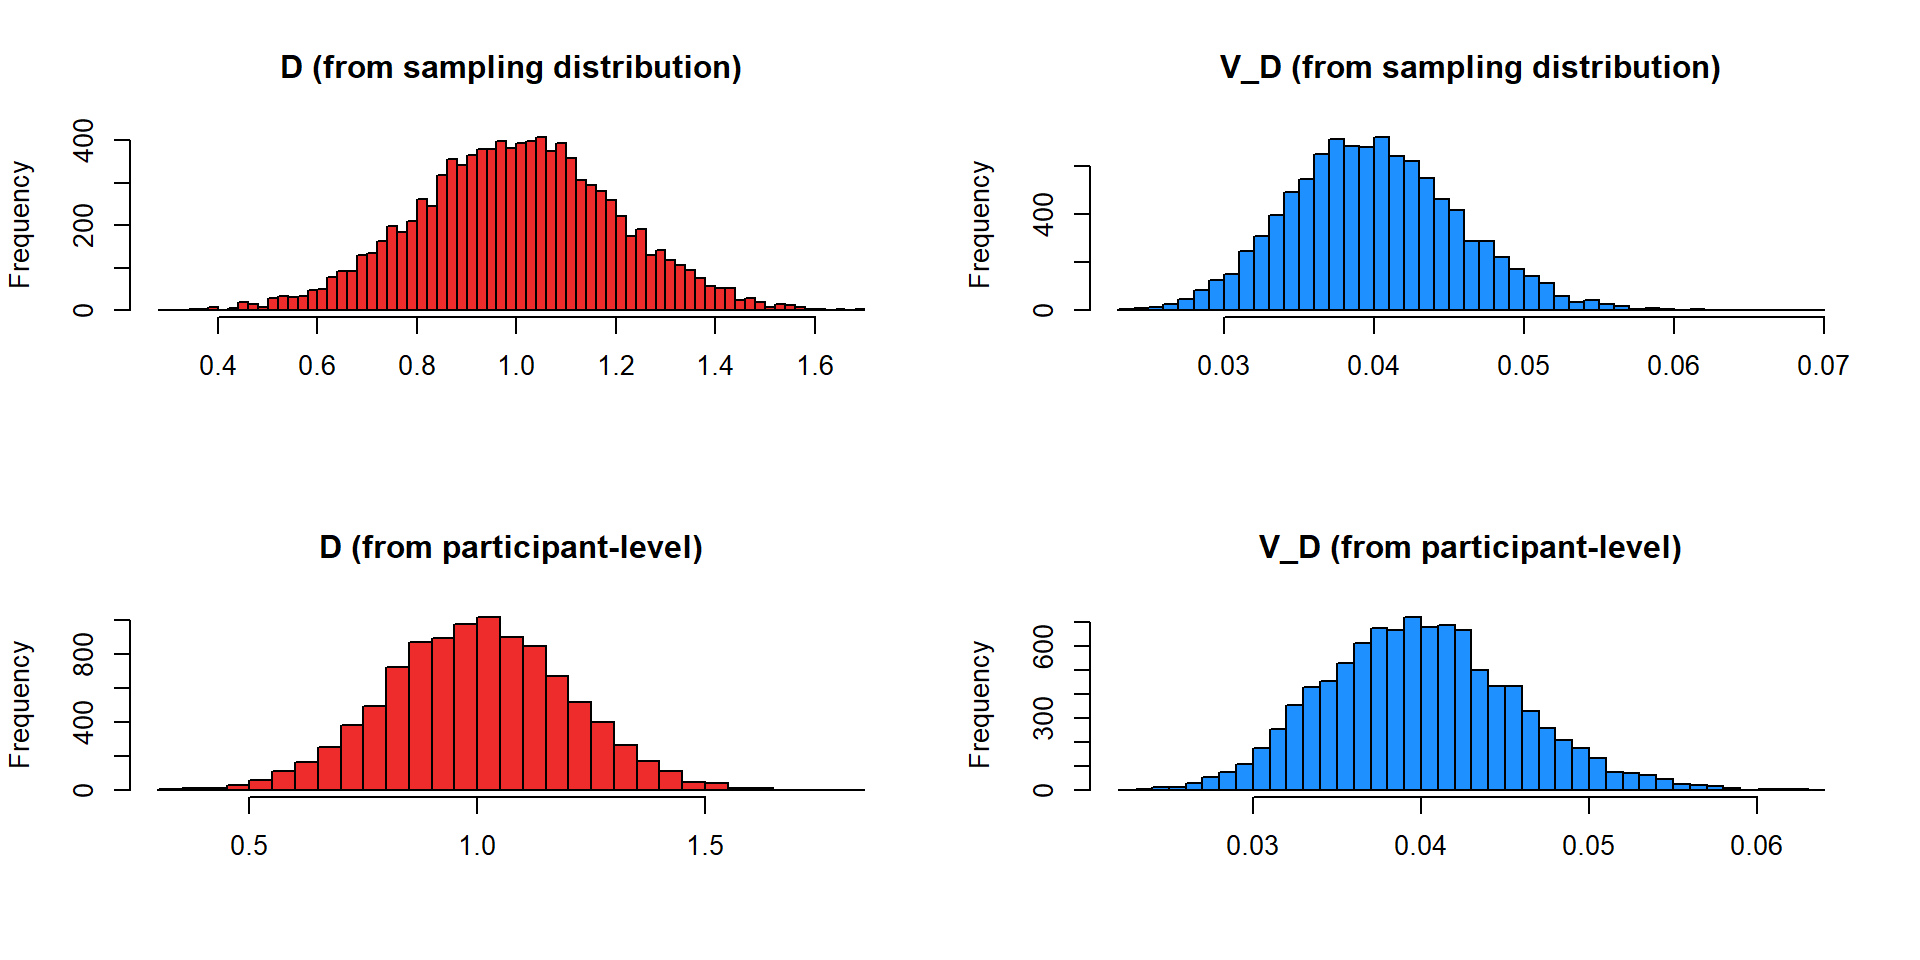 D (from sampling distribution)
Frequency
0 200 400
0.4 0.6 0.8 1.0 1.2 1.4 1.6
V_D (from sampling distribution)
Frequency
0 400
0.03 0.04 0.05 0.06 0.07
D (from participant-level)
Frequency
0 400 800
0.5 1.0 1.5
V_D (from participant-level)
Frequency
0 300 600
0.03 0.04 0.05 0.06